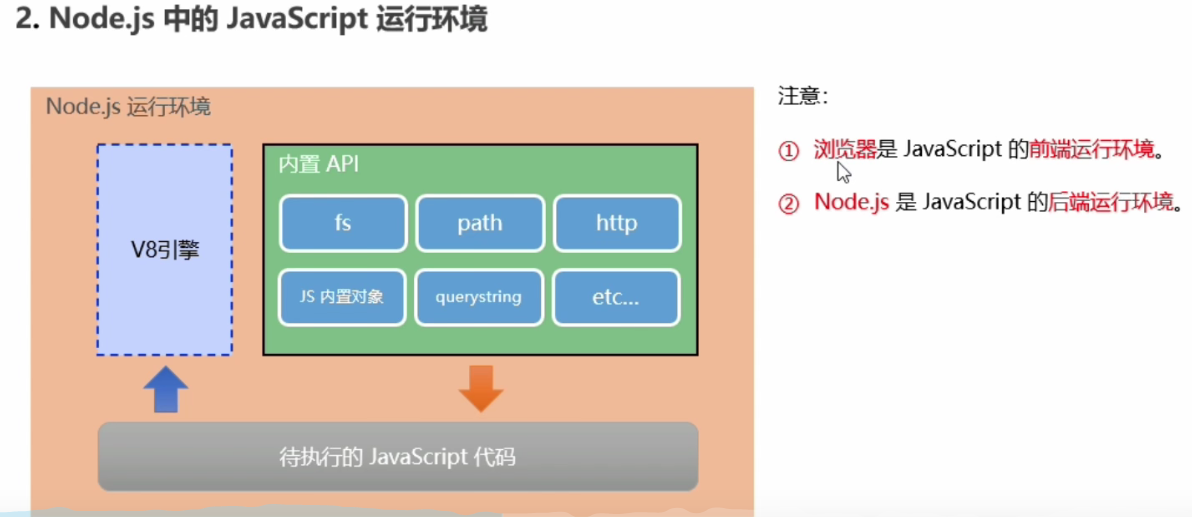 2. Node.js 中的 JavaScript 运行环境
Node.js 运行环境
V8引擎
内置 API
fs
path
http
JS 内置对象
querystring
etc...
待执行的 JavaScript 代码
注意：
① 浏览器是 JavaScript 的前端运行环境。
② Node.js 是 JavaScript 的后端运行环境。